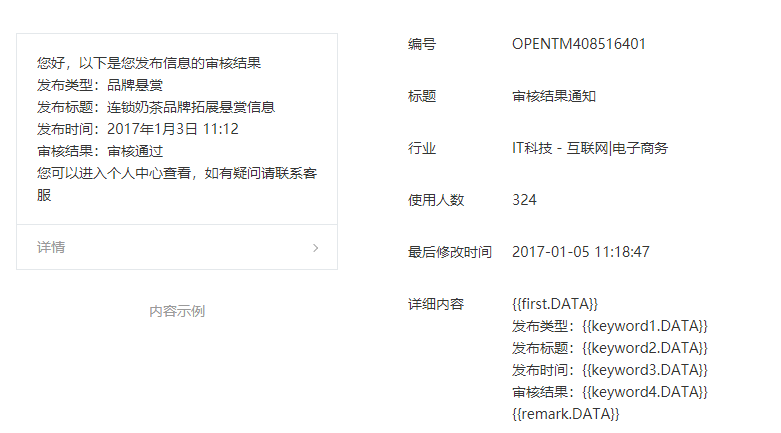 您好，以下是您发布信息的审核结果
发布类型：品牌悬赏
发布标题：连锁奶茶品牌拓展悬赏信息
发布时间：2017年1月3日 11:12
审核结果：审核通过
您可以进入个人中心查看，如有疑问请联系客
服
详情
内容示例
编号 OPENTM408516401
标题 审核结果通知
行业 IT科技 - 互联网|电子商务
使用人数 324
最后修改时间 2017-01-05 11:18:47
详细内容 {{first.DATA}}
发布类型：{{keyword1.DATA}}
发布标题：{{keyword2.DATA}}
发布时间：{{keyword3.DATA}}
审核结果：{{keyword4.DATA}}
{{remark.DATA}}